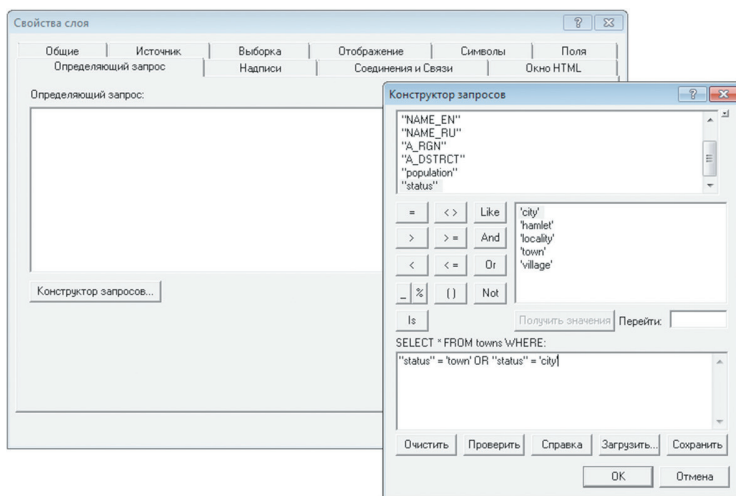 Свойства слоя
Общие Источник Выборка Отображение Символы Поля
Определяющий запрос Надписи Соединения и Связи Окно HTML
Определяющий запрос:
Конструктор запросов...
Конструктор запросов
"NAME_EN"
"NAME_RU"
"A_RGN"
"A_DSTRCT"
"population"
"status"
= < > Like
> > = And
< < = Or
_ % ( ) Not
Is
'city'
'hamlet'
'locality'
'town'
'village'
Получить значения Перейти:
SELECT * FROM towns WHERE:
"status" = 'town' OR "status" = 'city'
Очистить Проверить Справка Загрузить... Сохранить
OK Отмена